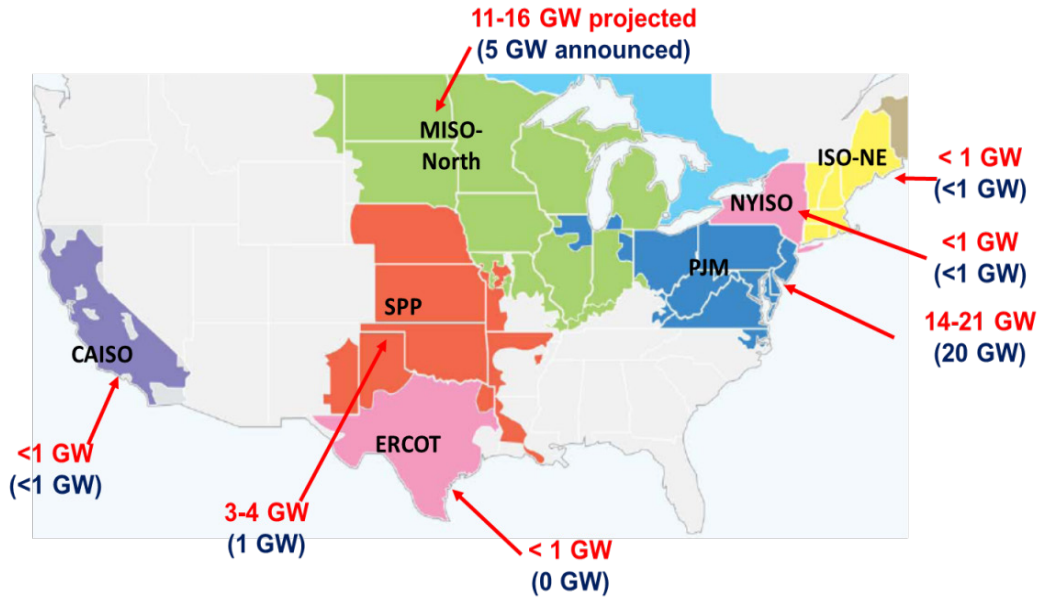 11-16 GW projected
(5 GW announced)
MISO-
North
ISO-NE
< 1 GW
(<1 GW)
NYISO
<1 GW
(<1 GW)
PJM
SPP
14-21 GW
(20 GW)
CAISO
ERCOT
<1 GW
(<1 GW)
3-4 GW
(1 GW)
< 1 GW
(0 GW)